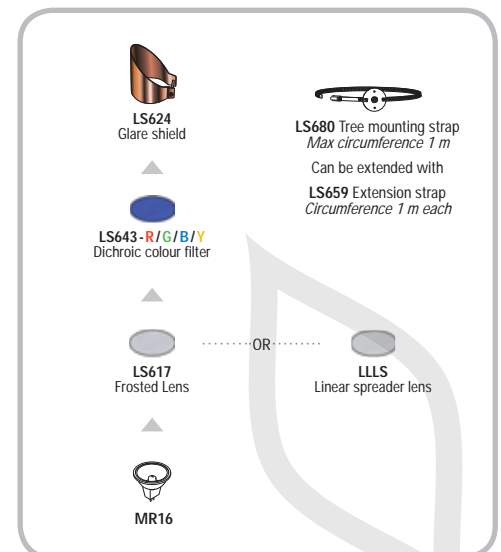 LS624
Glare shield
LS680 Tree mounting strap
Max circumference 1 m
Can be extended with
LS659 Extension strap
Circumference 1 m each
LS643-R/G/B/Y
Dichroic colour filter
OR
LS617
Frosted Lens
LLLS
Linear spreader lens
MR16